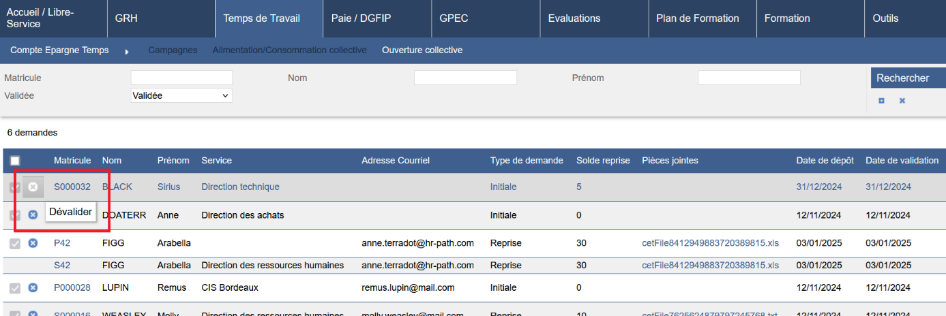 Accueil / Libre-Service GRH Temps de Travail Paie / DGFIP GPEC Evaluations Plan de Formation Formation Outils
Compte Epargne Temps Campagnes Alimentation/Consommation collective Ouverture collective
Matricule Nom Prénom Rechercher
Validée Validée
6 demandes
Matricule Nom Prénom Service Adresse Courriel Type de demande Solde reprise Pièces jointes Date de dépôt Date de validation
S000032 BLACK Sirius Direction technique Initiale 5 31/12/2024 31/12/2024
Dévalider DOATERR Anne Direction des achats Initiale 0 12/11/2024 12/11/2024
P42 FIGG Arabella anne.terradot@hr-path.com Reprise 30 cetFile8412949883720389815.xls 03/01/2025 03/01/2025
S42 FIGG Arabella Direction des ressources humaines anne.terradot@hr-path.com Reprise 30 cetFile8412949883720389815.xls 03/01/2025 03/01/2025
P000028 LUPIN Remus CIS Bordeaux remus.lupin@mail.com Initiale 0 12/11/2024 12/11/2024
S000016 WEASLEY Molly Direction des ressources humaines molly.weasley@mail.com Reprise 10 12/11/2024 12/11/2024